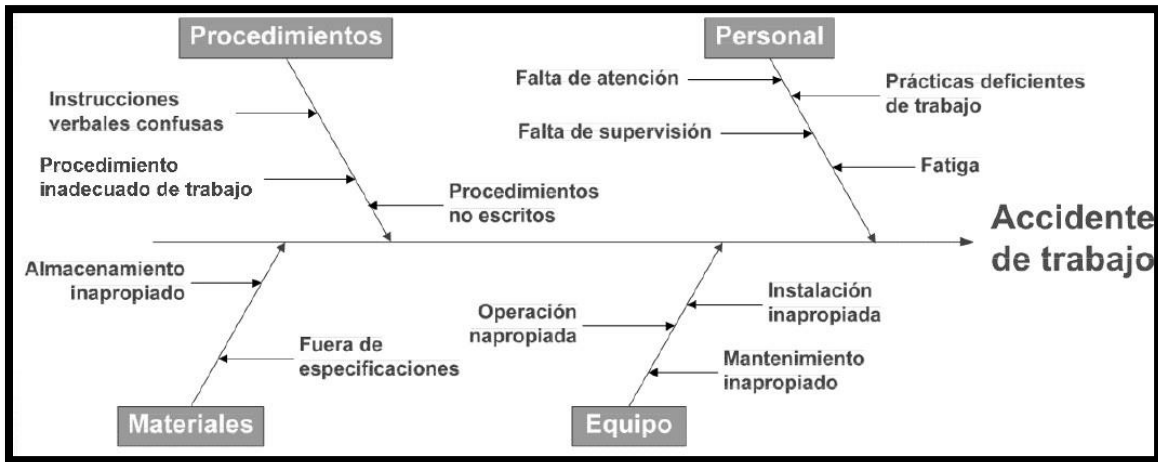 Procedimientos
Personal
Falta de atención
Prácticas deficientes
de trabajo
Instrucciones
verbales confusas
Falta de supervisión
Procedimiento
inadecuado de trabajo
Fatiga
Procedimientos
no escritos
Accidente
de trabajo
Almacenamiento
inapropiado
Instalación
inapropiada
Operación
napropiada
Fuera de
especificaciones
Mantenimiento
inapropiado
Materiales
Equipo